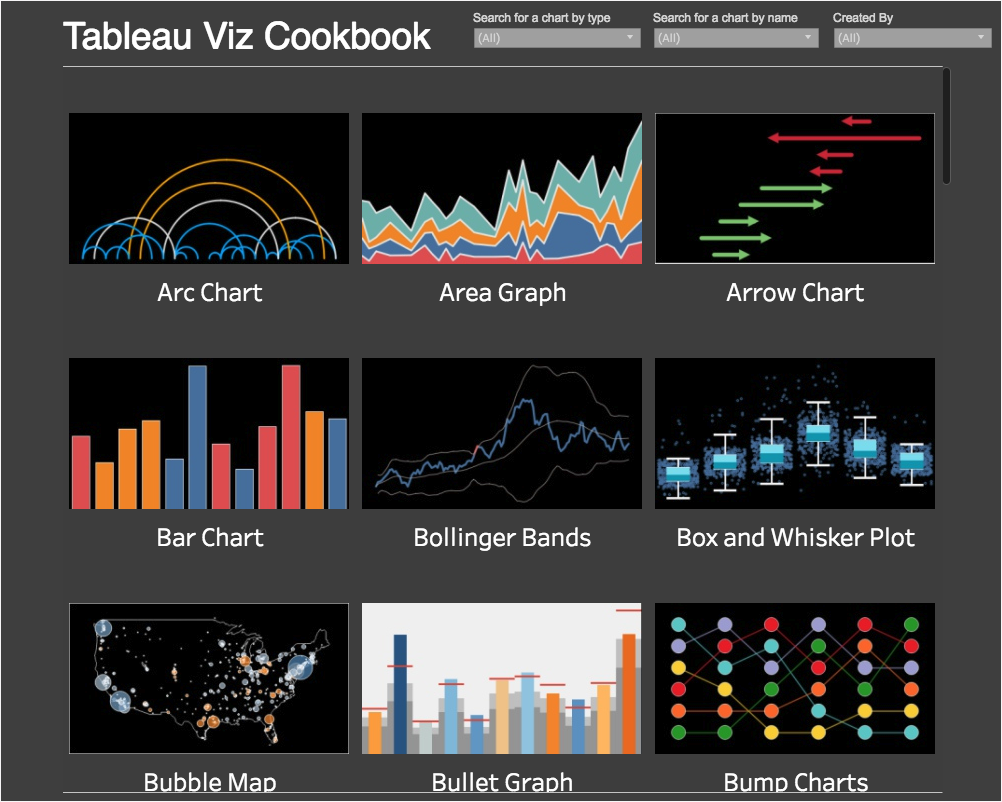 Tableau Viz Cookbook
Search for a chart by type
Search for a chart by name
Created By
(All)
(All)
(All)
Arc Chart
Area Graph
Arrow Chart
Bar Chart
Bollinger Bands
Box and Whisker Plot
Bubble Map
Bullet Graph
Bump Charts